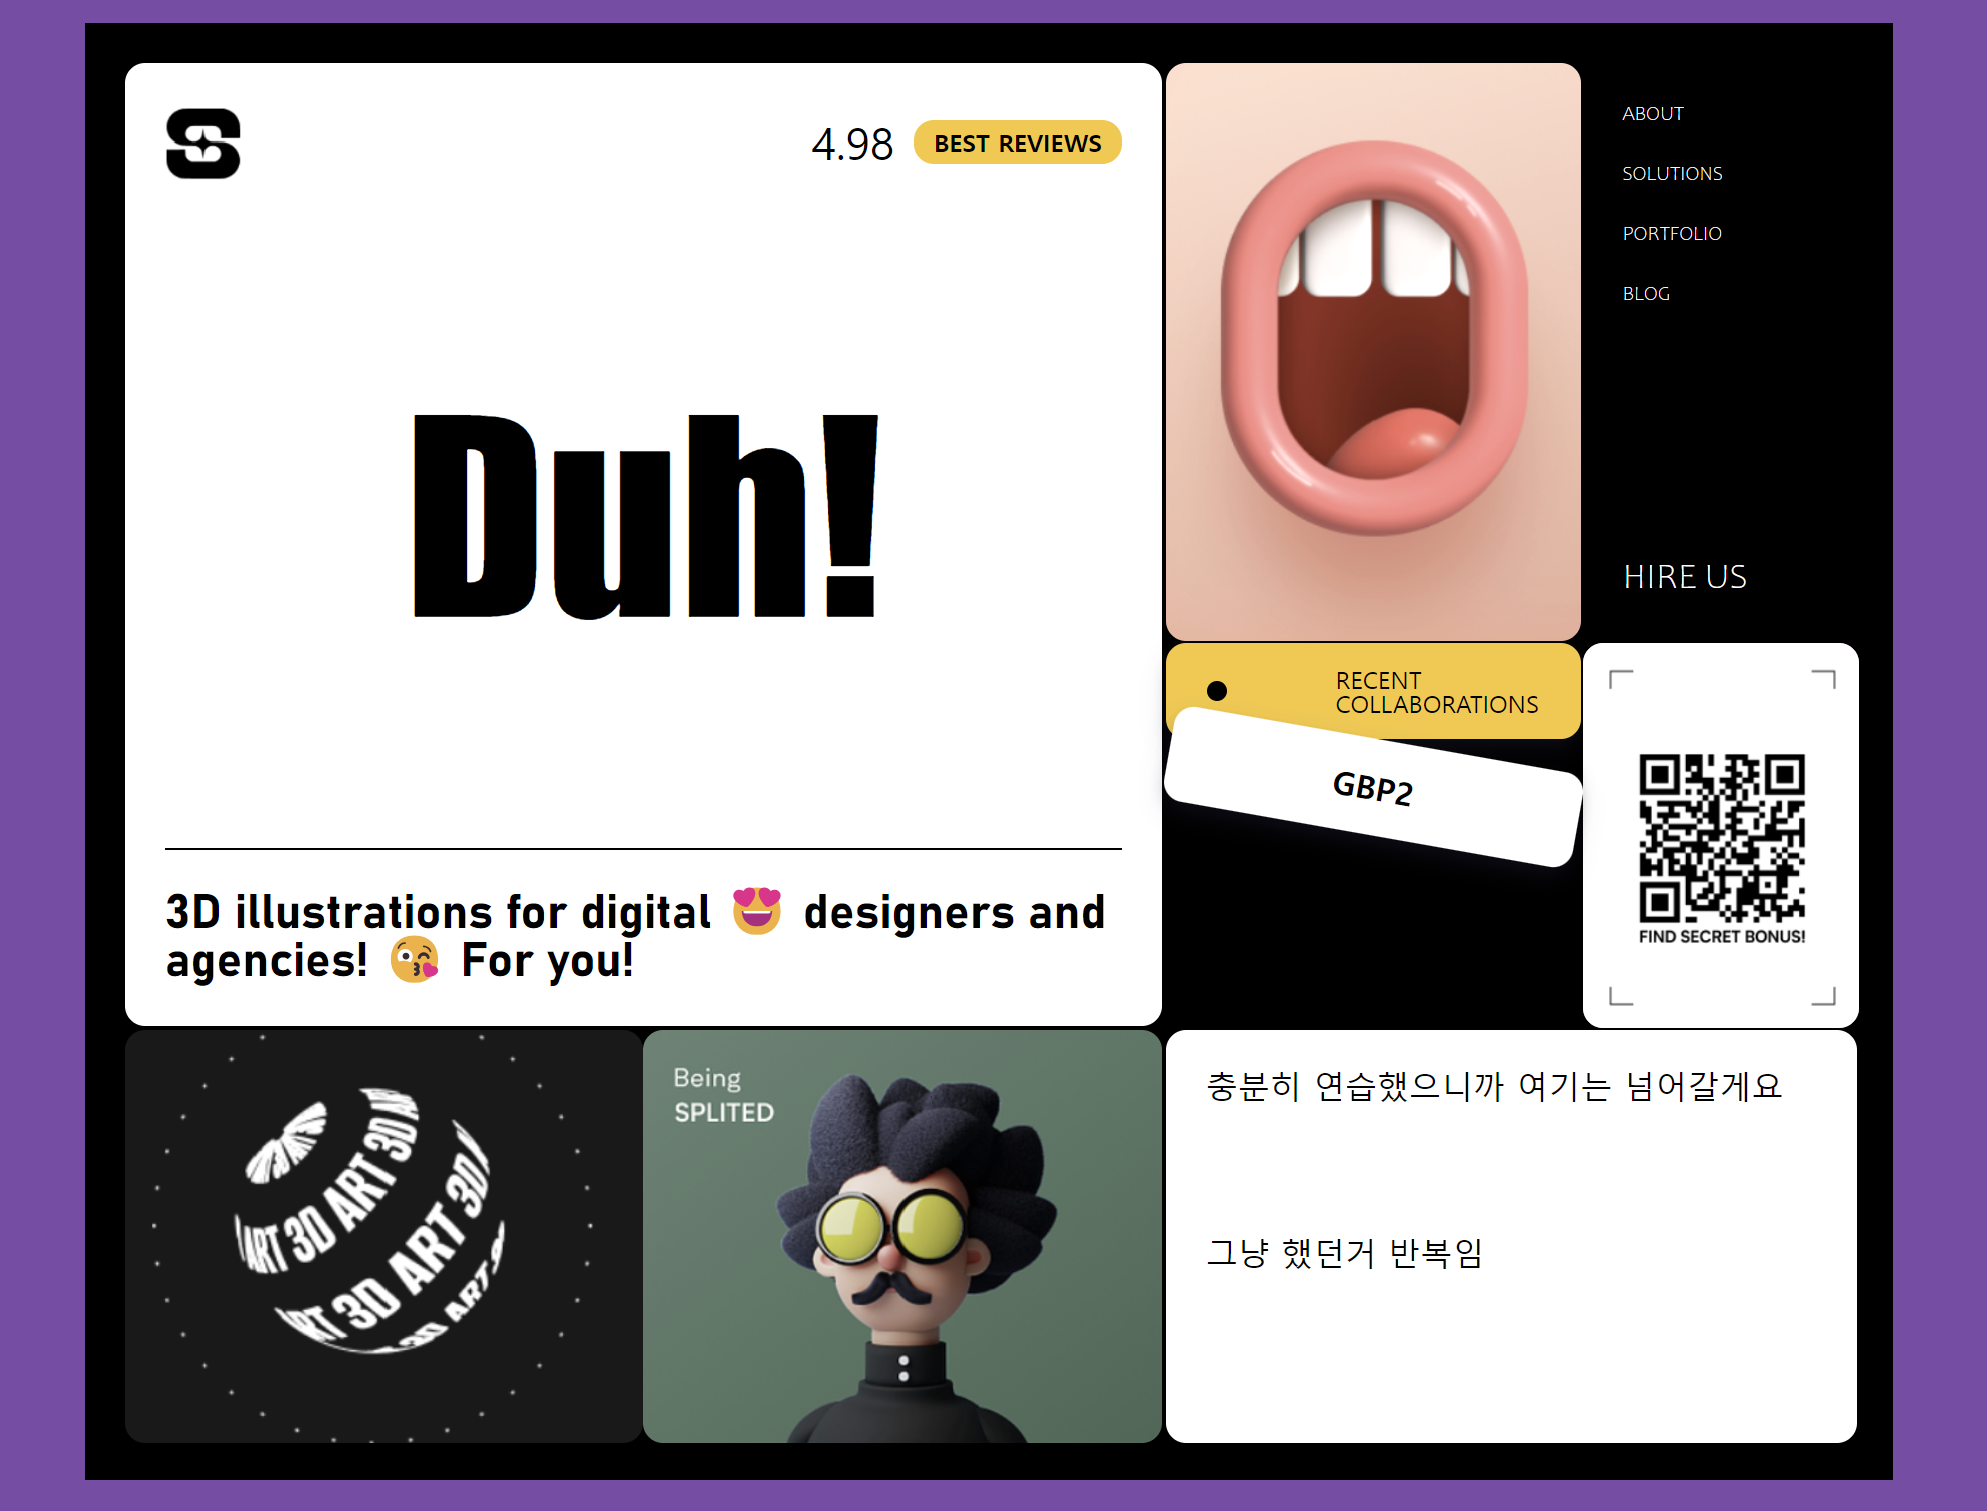 S
4.98 BEST REVIEWS
Duh!
3D illustrations for digital 😍 designers and
agencies! 😘 For you!
ABOUT
SOLUTIONS
PORTFOLIO
BLOG
HIRE US
RECENT
COLLABORATIONS
GBP2
FIND SECRET BONUS!
ART 3D ART 3D
ART 3D ART 3D
3D ART
Being
SPLITED
충분히 연습했으니까 여기는 넘어갈게요
그냥 했던거 반복임